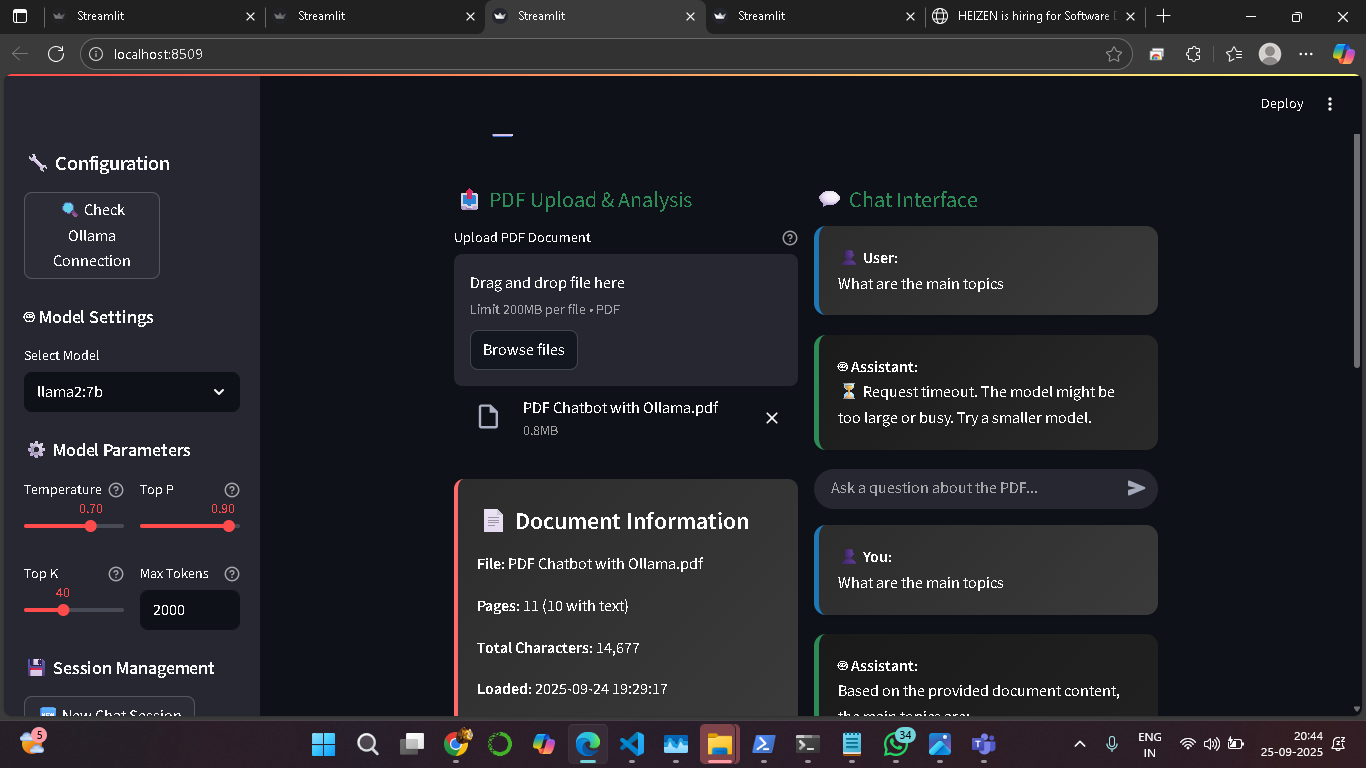 Streamlit
Streamlit
Streamlit
Streamlit
HEIZEN is hiring for Software
localhost:8509
Deploy
Configuration
Check
Ollama
Connection
Model Settings
Select Model
llama2:7b
Model Parameters
Temperature
Top P
0.70
0.90
Top K
Max Tokens
40
2000
Session Management
New Chat Session
PDF Upload & Analysis
Upload PDF Document
Drag and drop file here
Limit 200MB per file • PDF
Browse files
PDF Chatbot with Ollama.pdf
0.8MB
Document Information
File: PDF Chatbot with Ollama.pdf
Pages: 11 (10 with text)
Total Characters: 14,677
Loaded: 2025-09-24 19:29:17
Chat Interface
User:
What are the main topics
Assistant:
Request timeout. The model might be
too large or busy. Try a smaller model.
Ask a question about the PDF...
You:
What are the main topics
Assistant:
Based on the provided document content,
the main topics are:
5
34
ENG
IN
20:44
25-09-2025